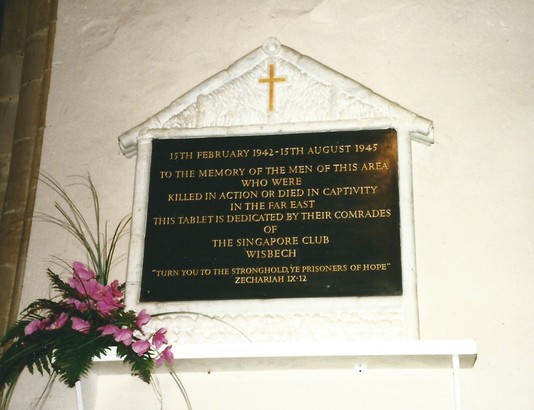 15TH FEBRUARY 1942-15TH AUGUST 1945
TO THE MEMORY OF THE MEN OF THIS AREA
WHO WERE
KILLED IN ACTION OR DIED IN CAPTIVITY
IN THE FAR EAST
THIS TABLET IS DEDICATED BY THEIR COMRADES
OF
THE SINGAPORE CLUB
WISBECH
"TURN YOU TO THE STRONGHOLD, YE PRISONERS OF HOPE"
ZECHARIAH IX-12